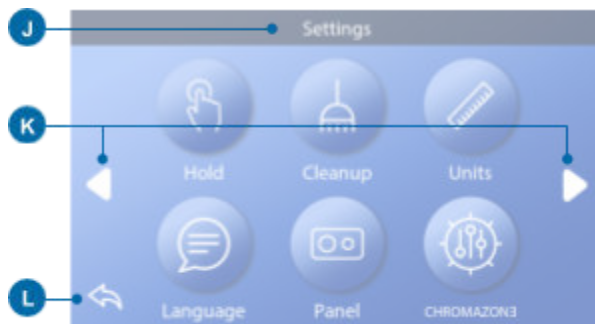 J
Settings
K
Hold Cleanup Units
L
Language Panel CHROMAZON3